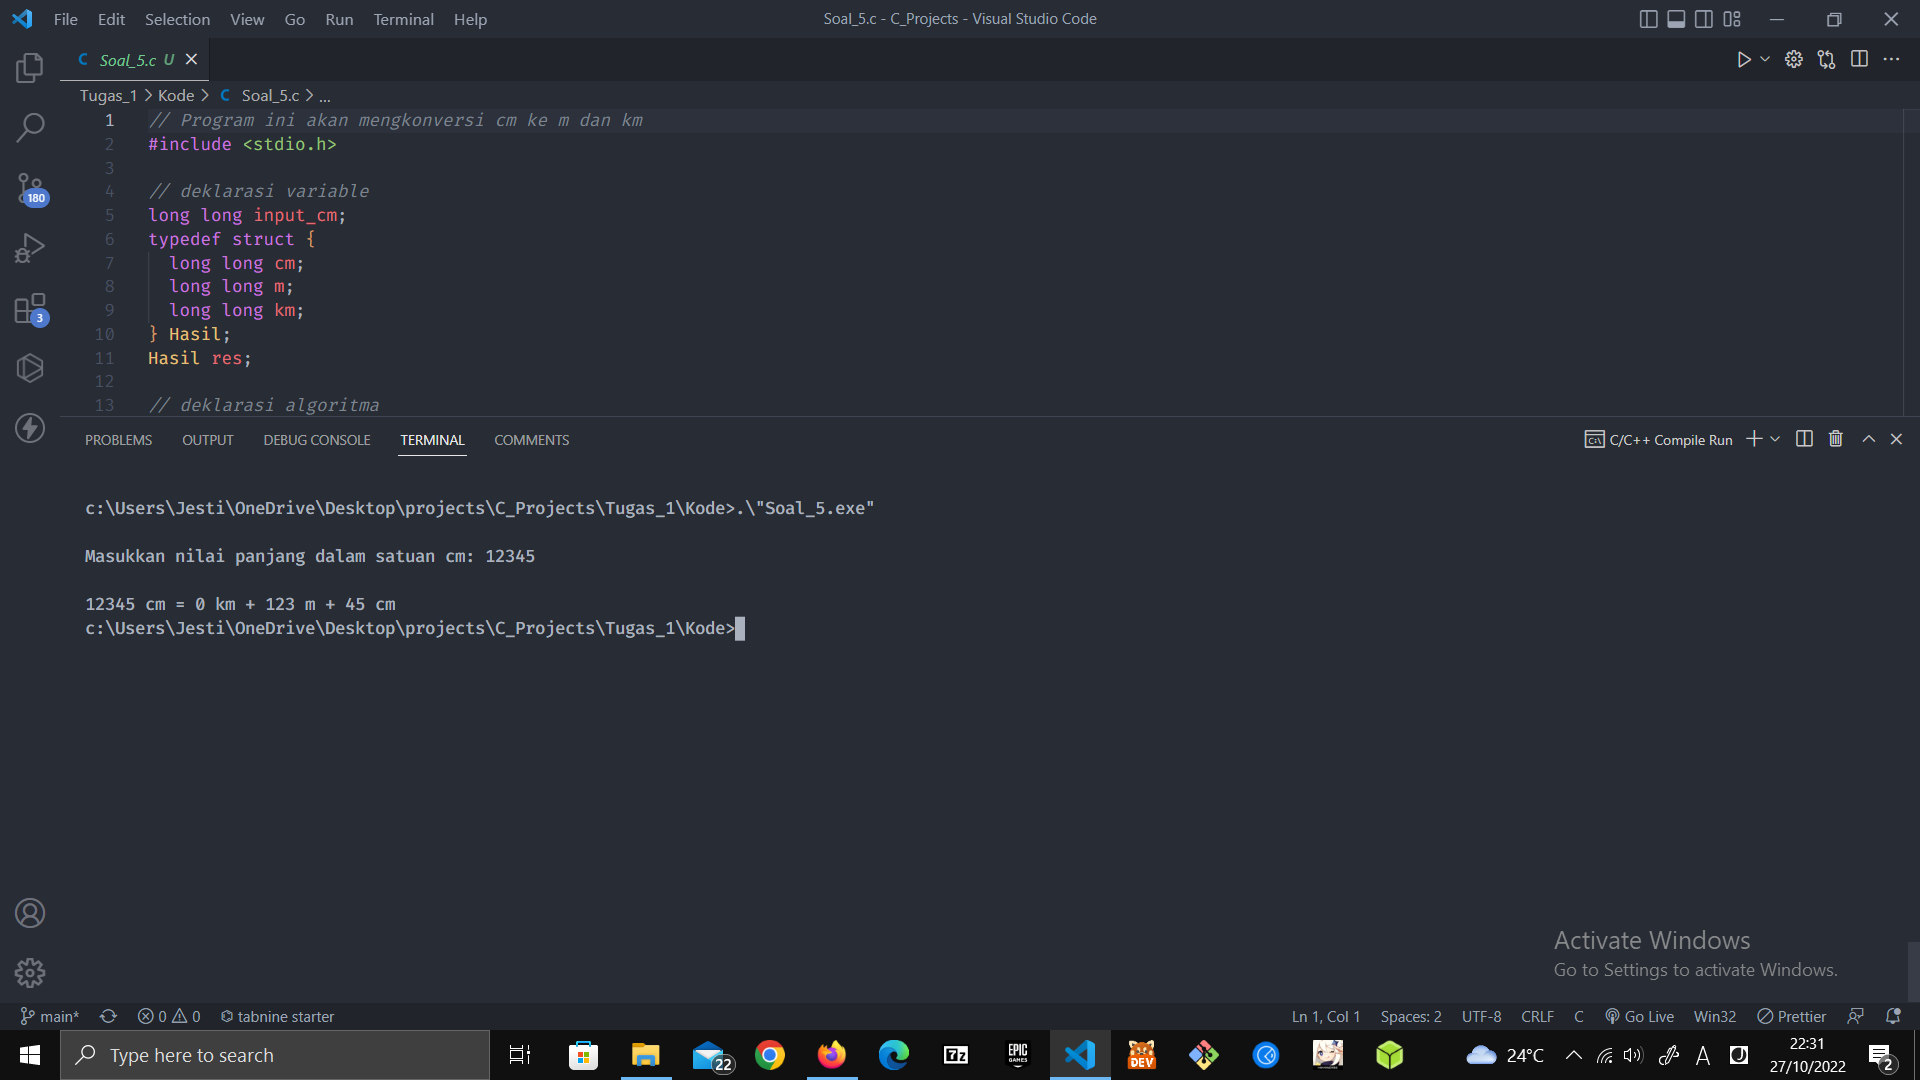 File Edit Selection View Go Run Terminal Help
Soal_5.c - C_Projects - Visual Studio Code
C Soal_5.c U
Tugas_1 > Kode > C Soal_5.c > ...
1 // Program ini akan mengkonversi cm ke m dan km
2 #include <stdio.h>
3
4 // deklarasi variable
5 long long input_cm;
6 typedef struct {
7 long long cm;
8 long long m;
9 long long km;
10 } Hasil;
11 Hasil res;
12
13 // deklarasi algoritma
180
3
PROBLEMS OUTPUT DEBUG CONSOLE TERMINAL COMMENTS
C/C++ Compile Run
c:\Users\Jesti\OneDrive\Desktop\projects\C_Projects\Tugas_1\Kode>.\"Soal_5.exe"
Masukkan nilai panjang dalam satuan cm: 12345
12345 cm = 0 km + 123 m + 45 cm
c:\Users\Jesti\OneDrive\Desktop\projects\C_Projects\Tugas_1\Kode>
Activate Windows
Go to Settings to activate Windows.
main* 0 0 tabnine starter
Ln 1, Col 1 Spaces: 2 UTF-8 CRLF C Go Live Win32 Prettier
Type here to search
22
7z
EPIC GAMES
DEV
24°C
A
22:31
27/10/2022
2